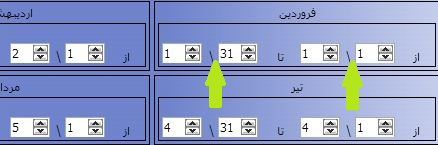 فروردین
از 1 \ 1 تا 31 \ 1
اردیبهش
از 1 \ 2
تیر
از 1 \ 4 تا 31 \ 4
مردا
از 1 \ 5